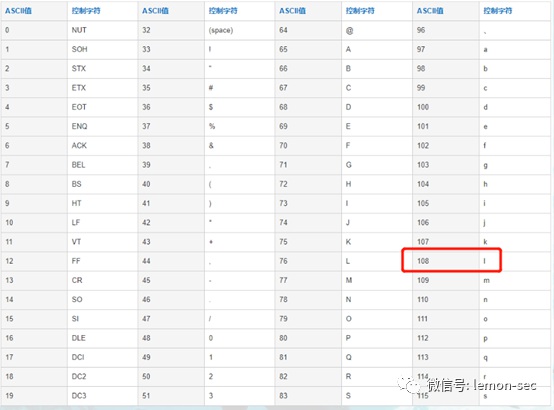 ASCII值 控制字符 ASCII值 控制字符 ASCII值 控制字符 ASCII值 控制字符
0 NUT 32 (space) 64 @ 96 、
1 SOH 33 ! 65 A 97 a
2 STX 34 " 66 B 98 b
3 ETX 35 # 67 C 99 c
4 EOT 36 $ 68 D 100 d
5 ENQ 37 % 69 E 101 e
6 ACK 38 & 70 F 102 f
7 BEL 39 , 71 G 103 g
8 BS 40 ( 72 H 104 h
9 HT 41 ) 73 I 105 i
10 LF 42 * 74 J 106 j
11 VT 43 + 75 K 107 k
12 FF 44 , 76 L 108 l
13 CR 45 - 77 M 109 m
14 SO 46 . 78 N 110 n
15 SI 47 / 79 O 111 o
16 DLE 48 0 80 P 112 p
17 DCI 49 1 81 Q 113 q
18 DC2 50 2 82 R 114 r
19 DC3 51 3 83 S 115 s
微信号: lemon-sec